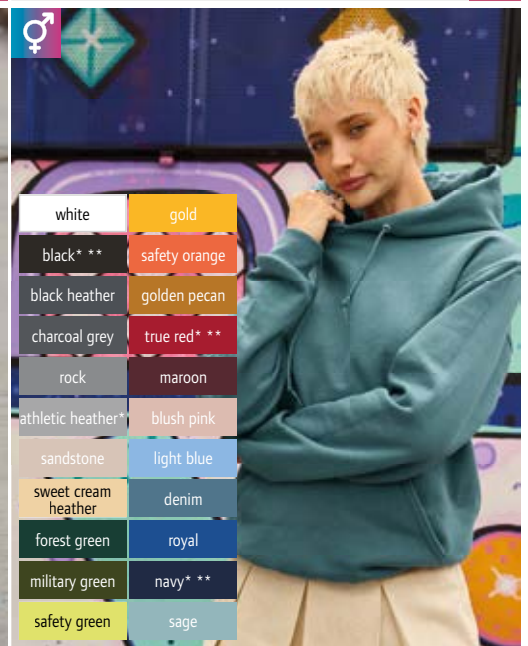 white
gold
black* **
safety orange
black heather
golden pecan
charcoal grey
true red* **
rock
maroon
athletic heather*
blush pink
sandstone
light blue
sweet cream
heather
denim
forest green
royal
military green
navy* **
safety green
sage